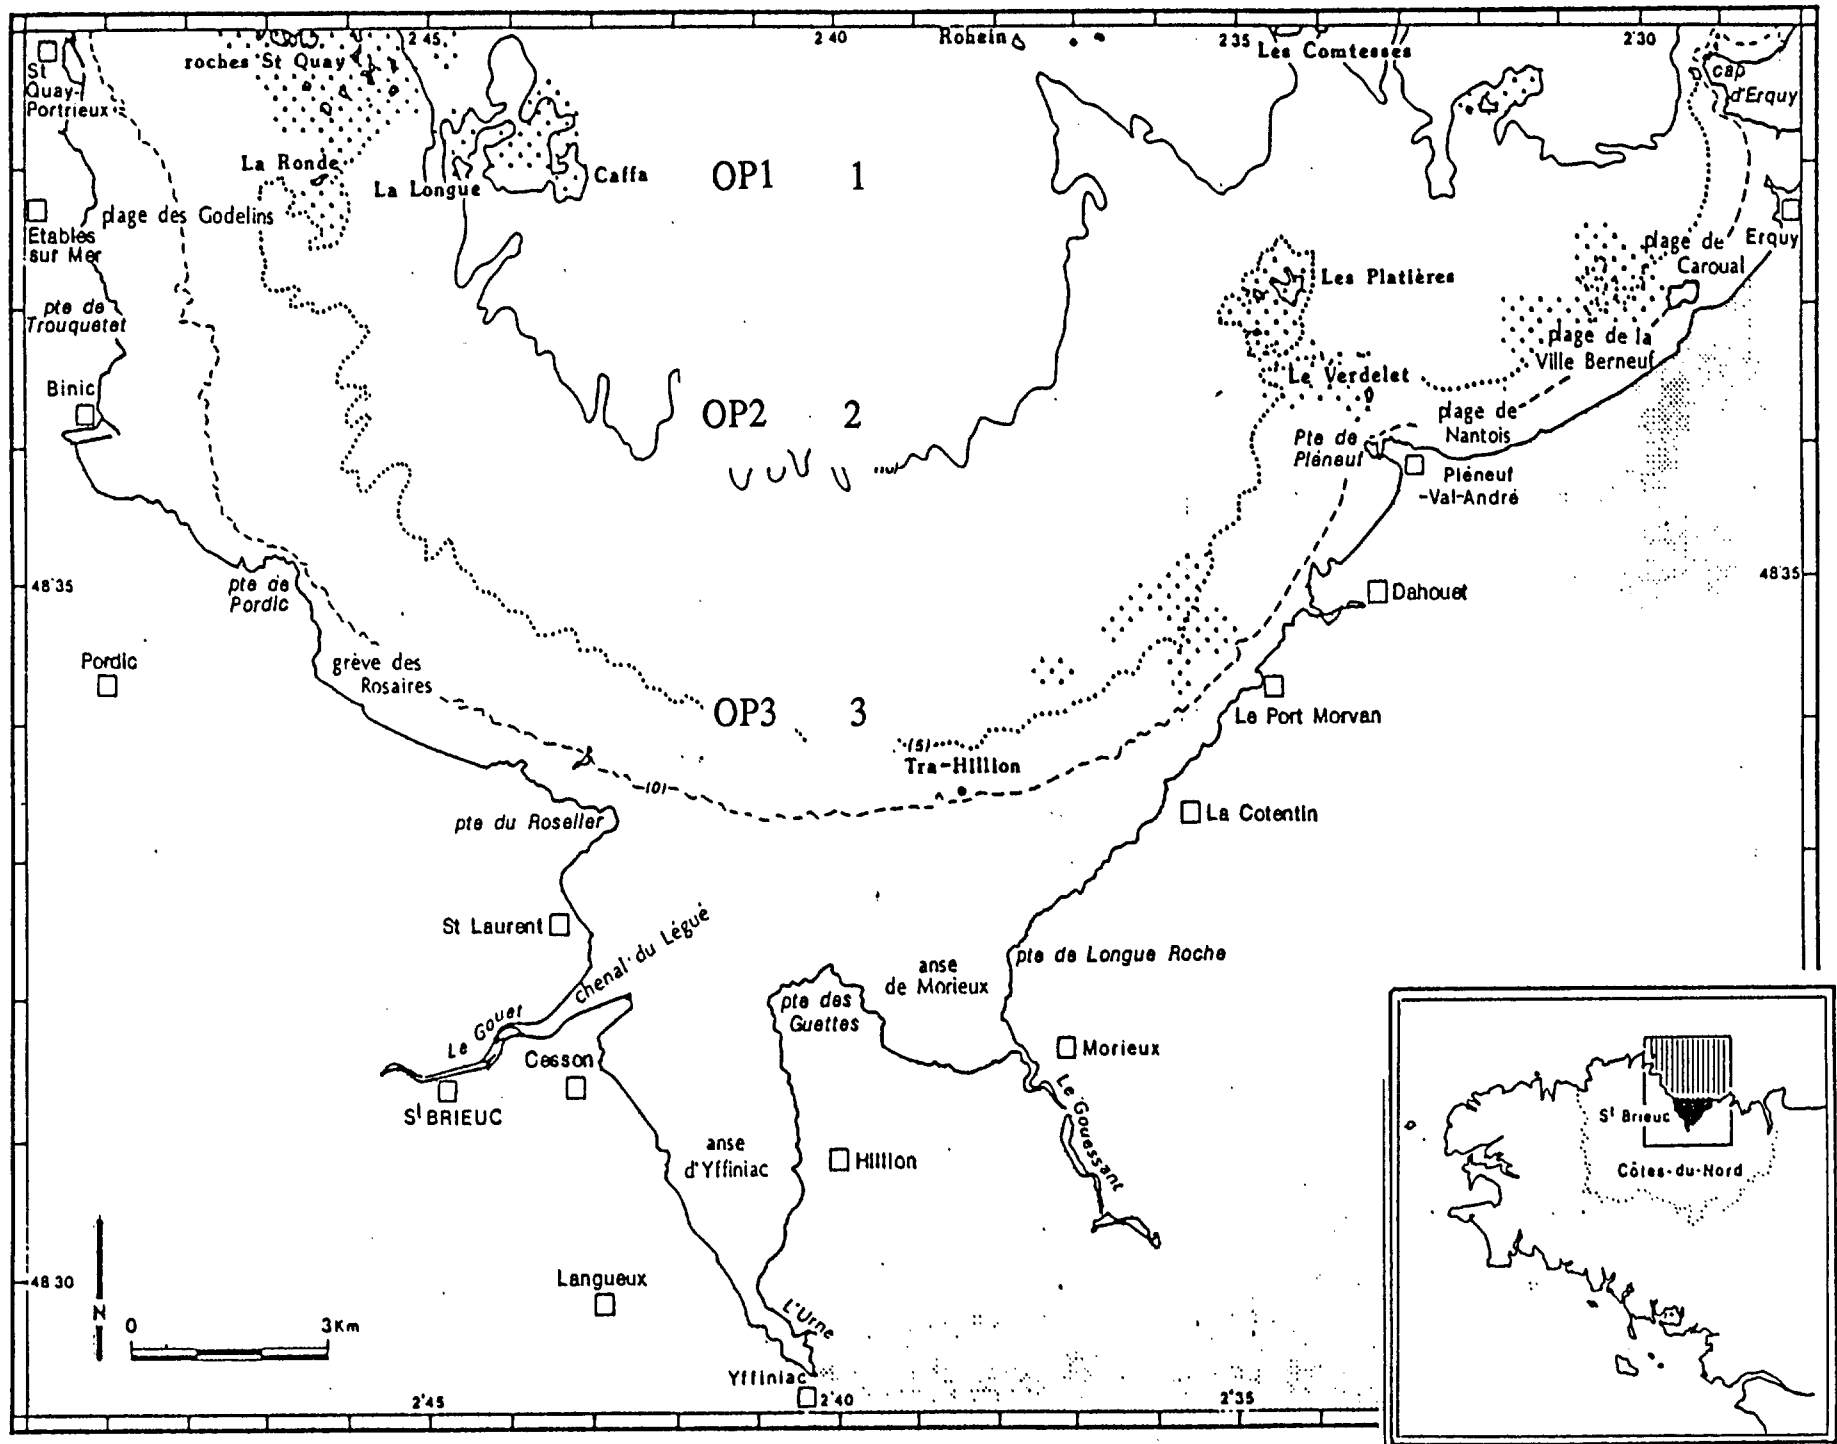 2 45
2 40
Rohein
2 35
Les Comtesses
2 30
roches St Quay
St
Quay-
Portrieux
cap
d'Erquy
La Ronde
La Longue
Caffa
OP1 1
plage des Godelins
Etables
sur Mer
plage de
Caroual
Erquy
Les Platières
pte de
Trouquetet
plage de la
Ville Berneuf
Binic
Le Verdelet
OP2 2
plage de
Nantois
Pte de
Pléneuf
Pléneuf
-Val-André
48 35
48 35
pte de
Pordic
Dahouet
Pordic
grève des
Rosaires
OP3 3
Le Port Morvan
(5)
Tra-Hillion
(0)
pte du Roselier
La Cotentin
St Laurent
chenal du Légué
anse
de Morieux
pte de Longue Roche
pte des
Guettes
Le Gouet
Cesson
Morieux
St BRIEUC
Le Gouessant
anse
d'Yffiniac
Hillion
St Brieuc
Côtes-du-Nord
48 30
Langueux
N
0 3 Km
L'Urne
Yffiniac
2°45
2°40
2°35